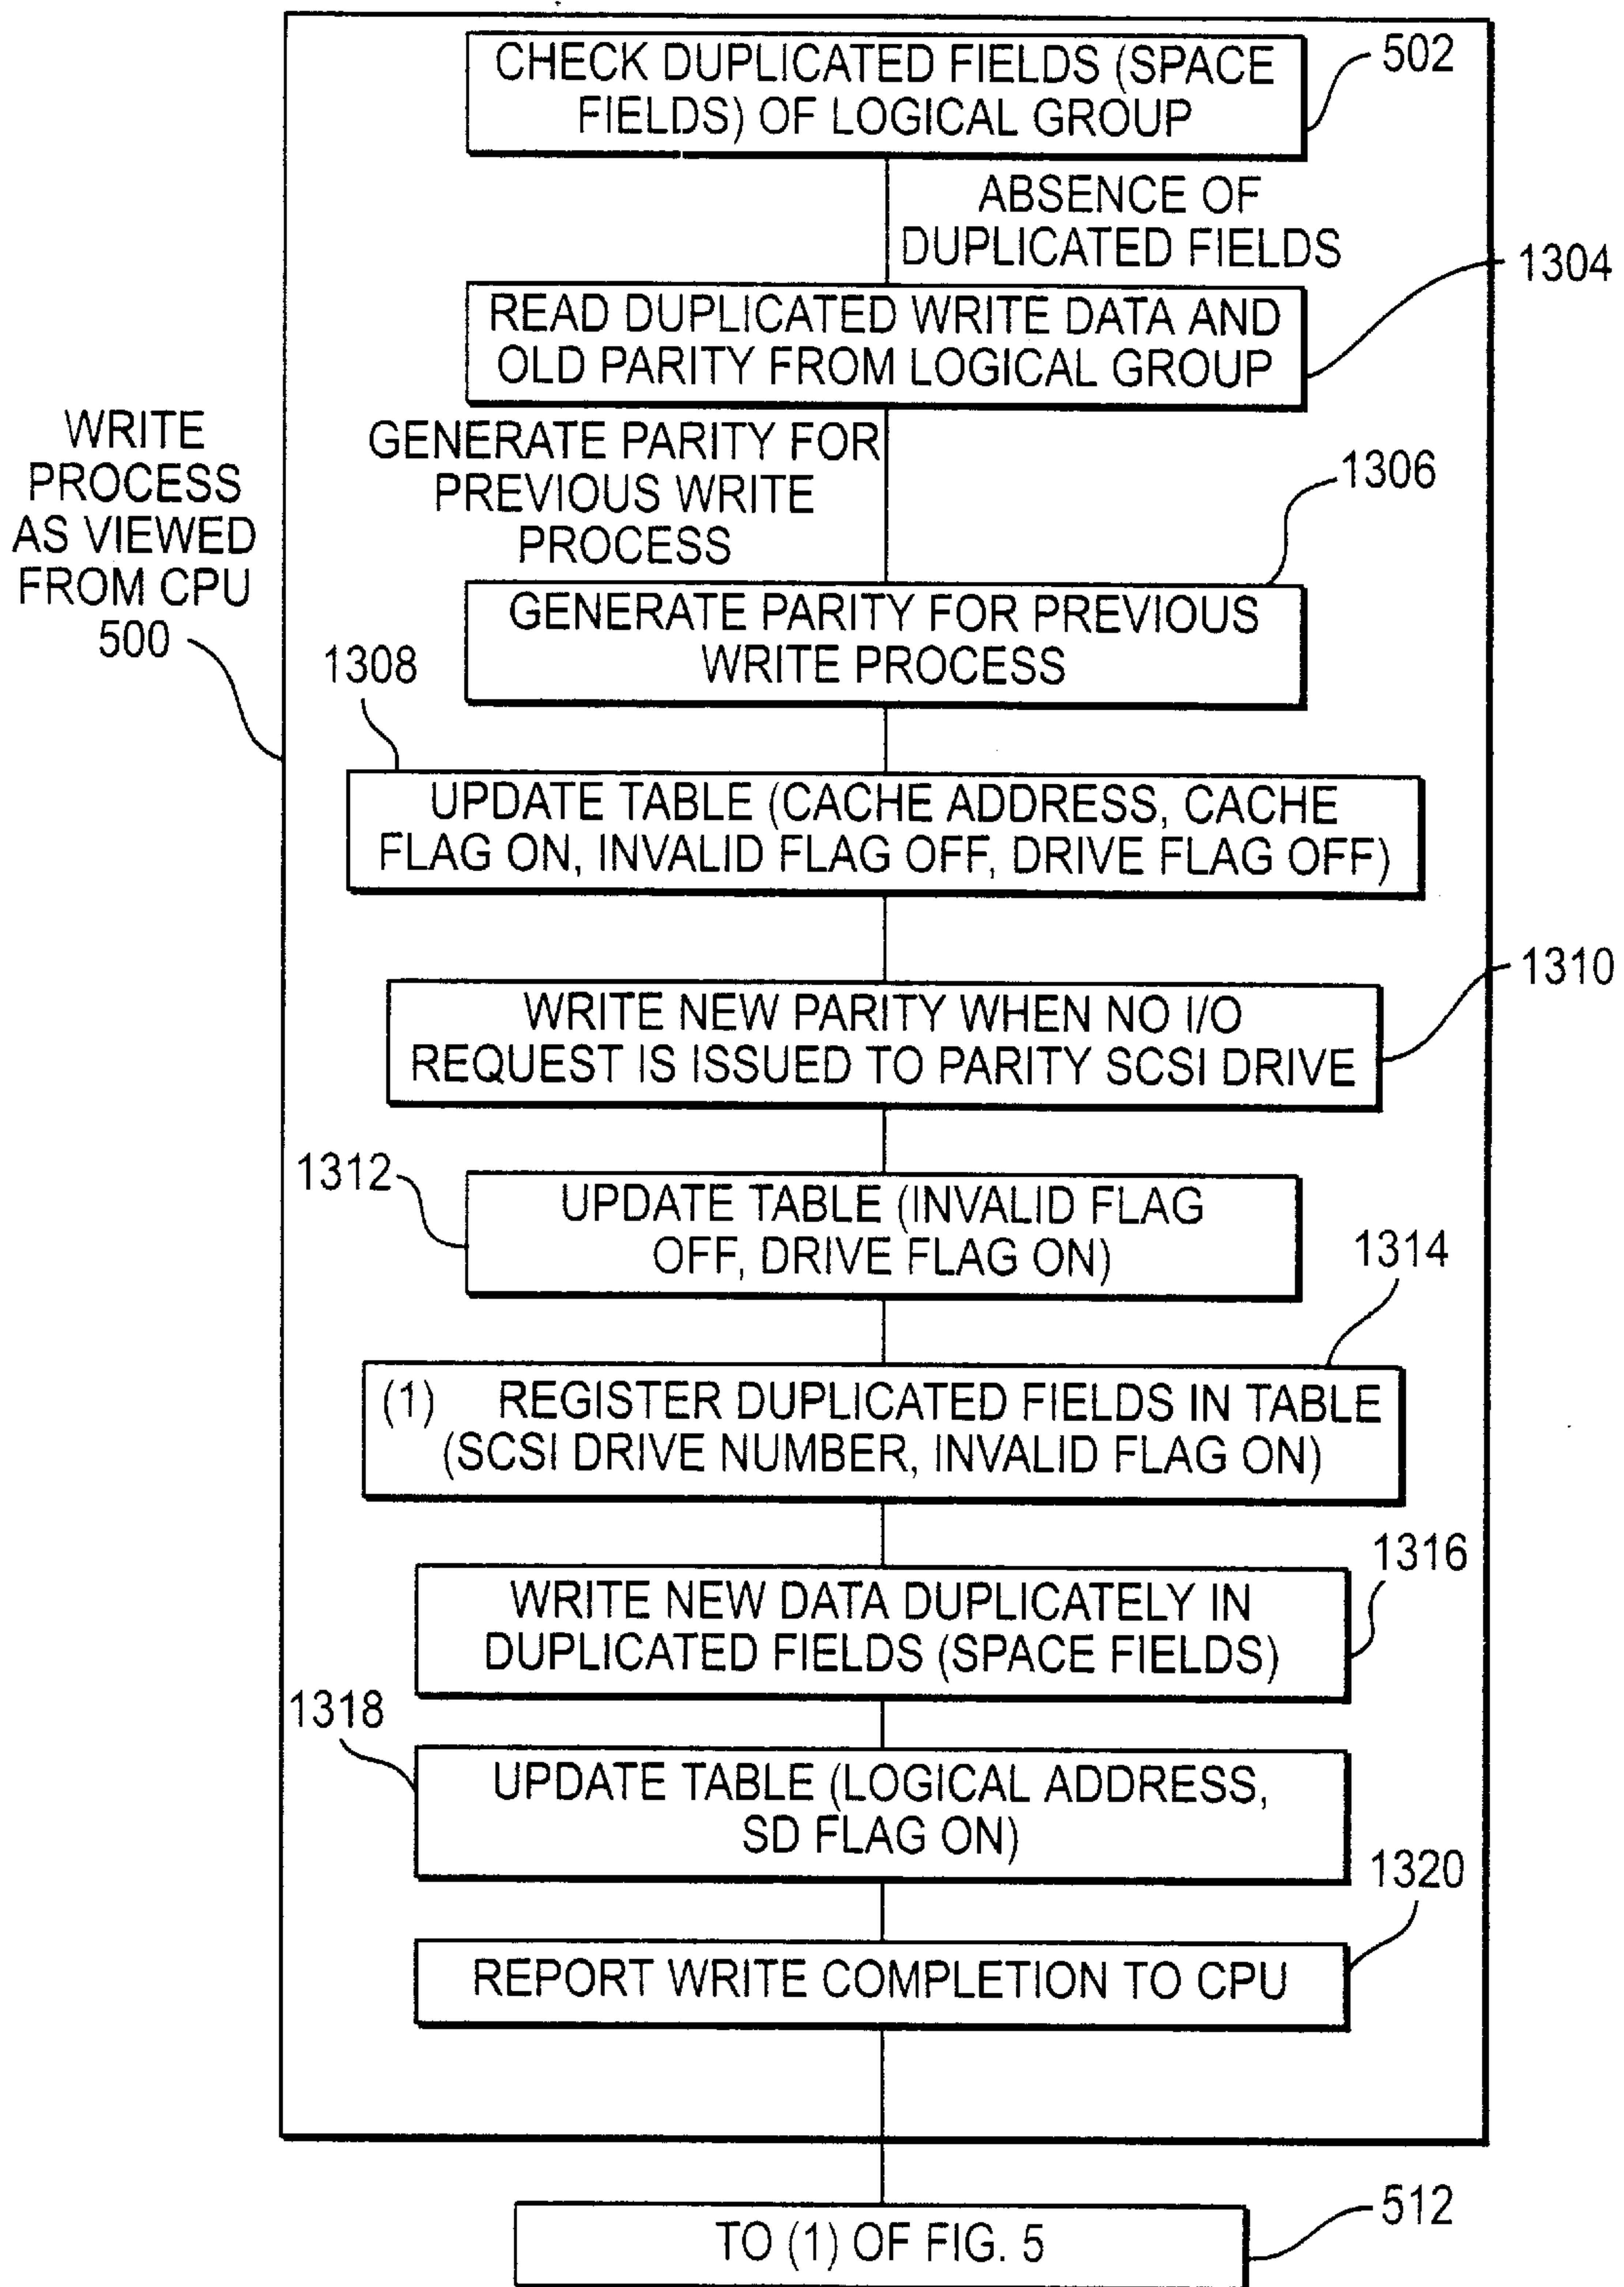 CHECK DUPLICATED FIELDS (SPACE
FIELDS) OF LOGICAL GROUP
502
ABSENCE OF
DUPLICATED FIELDS
1304
READ DUPLICATED WRITE DATA AND
OLD PARITY FROM LOGICAL GROUP
WRITE
PROCESS
AS VIEWED
FROM CPU
500
GENERATE PARITY FOR
PREVIOUS WRITE
PROCESS
1306
GENERATE PARITY FOR PREVIOUS
WRITE PROCESS
1308
UPDATE TABLE (CACHE ADDRESS, CACHE
FLAG ON, INVALID FLAG OFF, DRIVE FLAG OFF)
1310
WRITE NEW PARITY WHEN NO I/O
REQUEST IS ISSUED TO PARITY SCSI DRIVE
1312
UPDATE TABLE (INVALID FLAG
OFF, DRIVE FLAG ON)
1314
(1) REGISTER DUPLICATED FIELDS IN TABLE
(SCSI DRIVE NUMBER, INVALID FLAG ON)
1316
WRITE NEW DATA DUPLICATELY IN
DUPLICATED FIELDS (SPACE FIELDS)
1318
UPDATE TABLE (LOGICAL ADDRESS,
SD FLAG ON)
1320
REPORT WRITE COMPLETION TO CPU
512
TO (1) OF FIG. 5